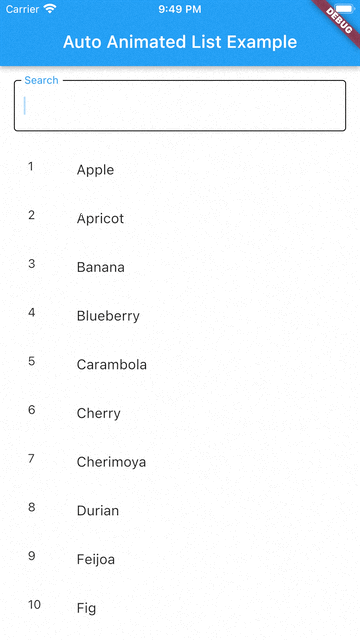 Carrier 9:49 PM
DEBUG
Auto Animated List Example
Search
1 Apple
2 Apricot
3 Banana
4 Blueberry
5 Carambola
6 Cherry
7 Cherimoya
8 Durian
9 Feijoa
10 Fig